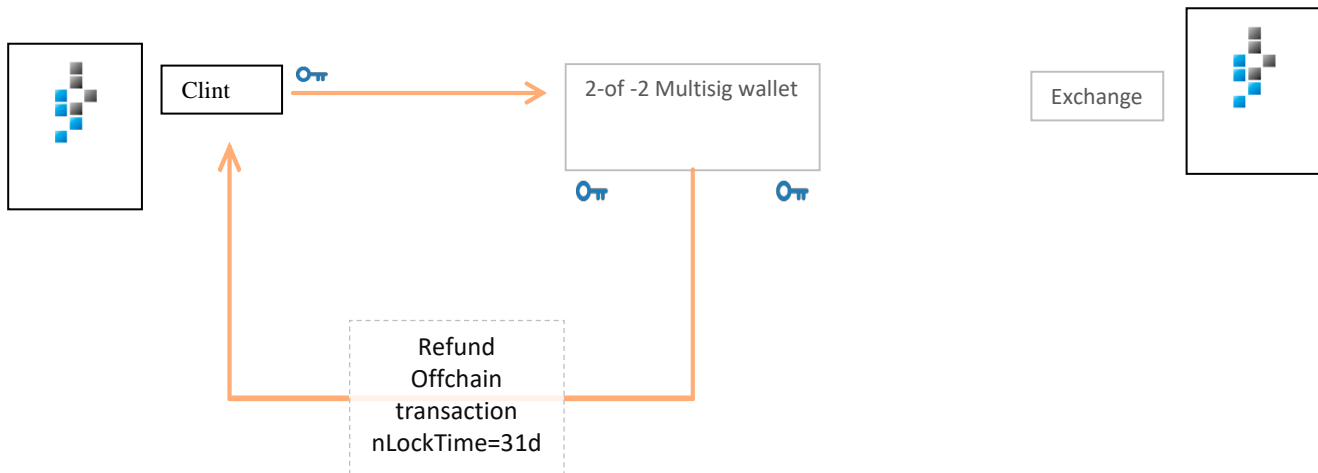 Clint
2-of -2 Multisig wallet
Exchange
Refund
Offchain
transaction
nLockTime=31d